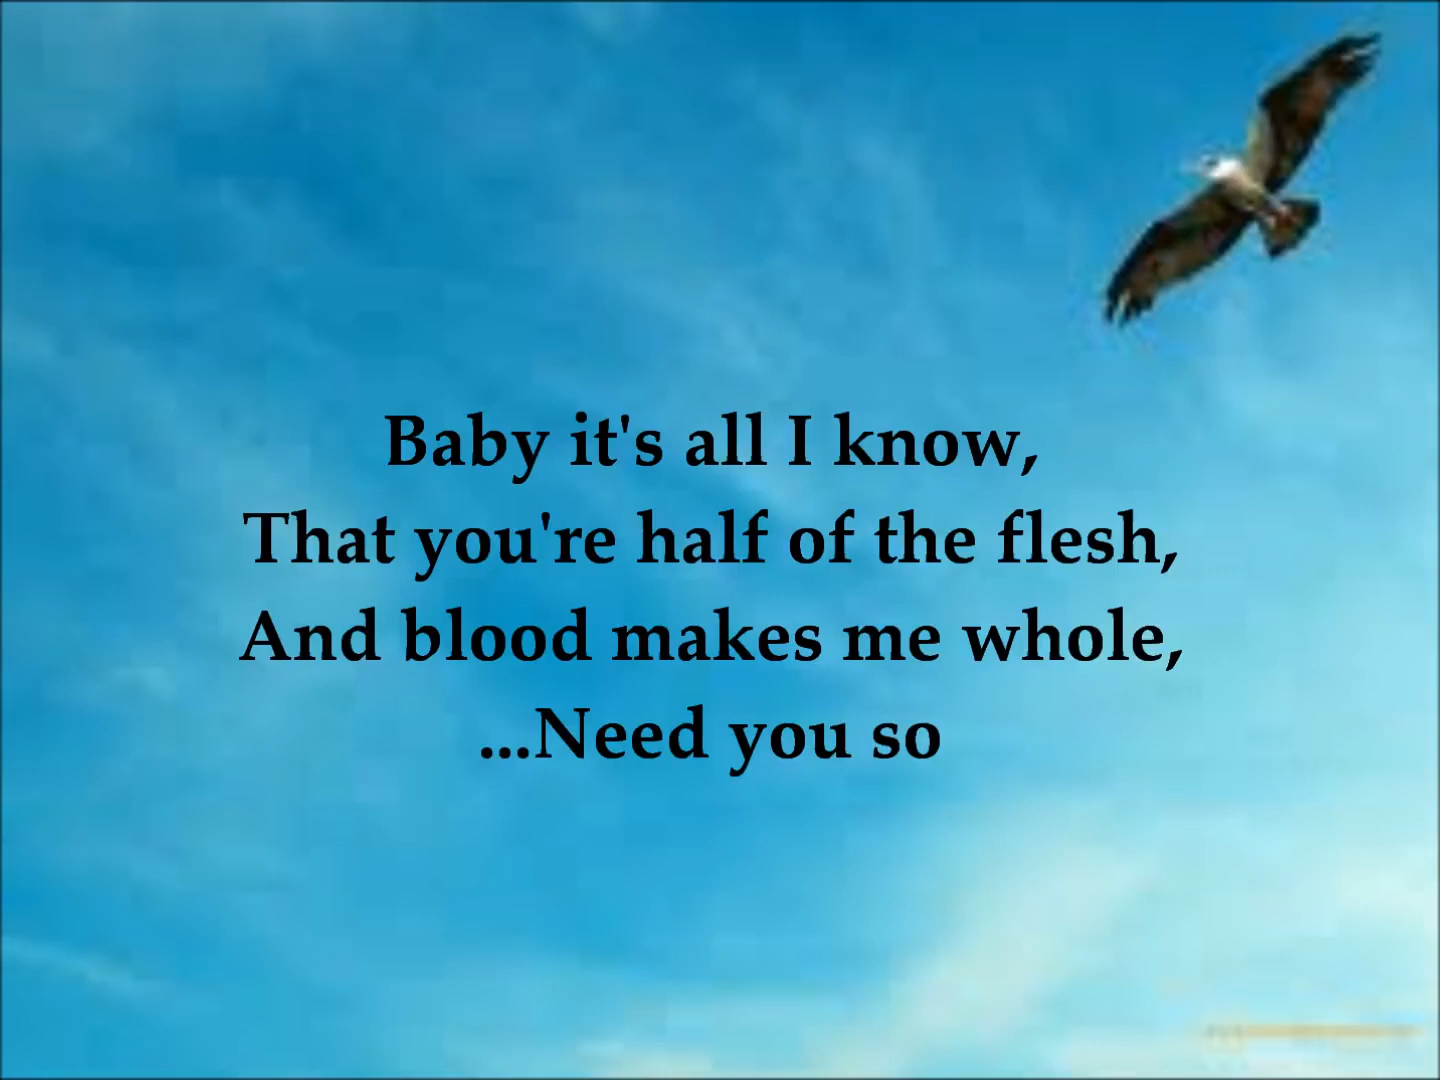 Baby it's all I know,
That you're half of the flesh,
And blood makes me whole,
...Need you so